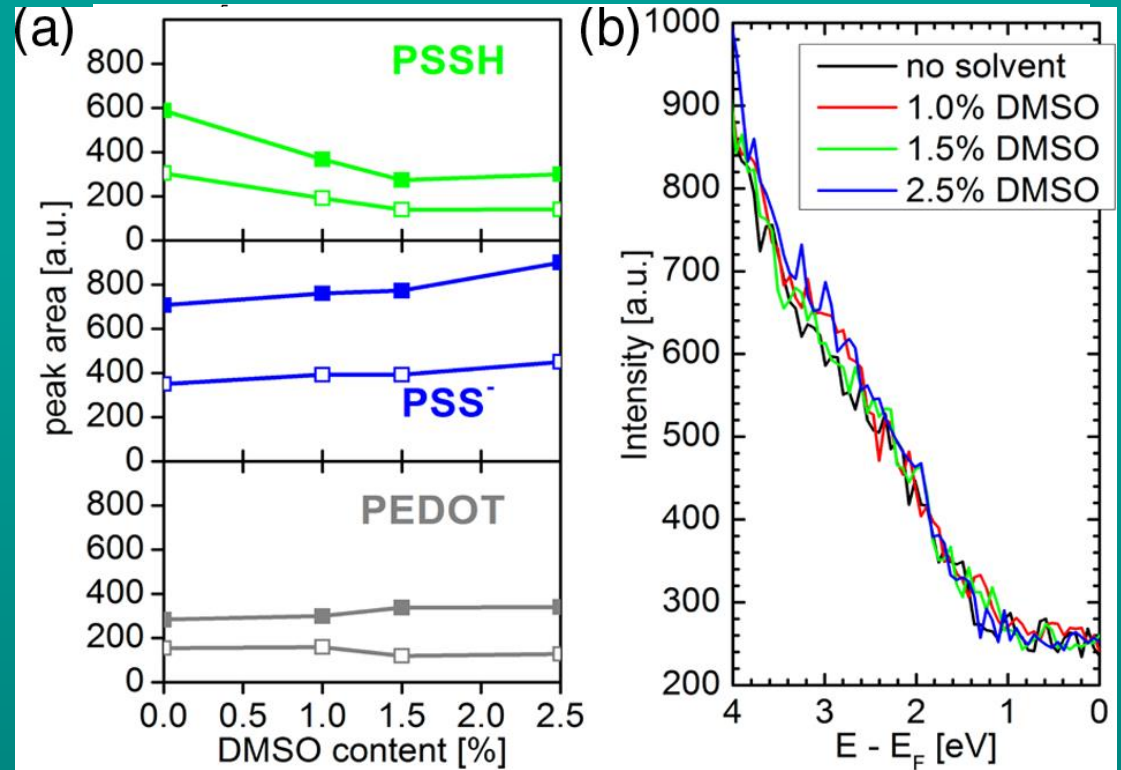 (a)
PSSH
800
600
400
200
0
PSS-
800
600
400
200
0
PEDOT
800
600
400
200
0
peak area [a.u.]
0.0 0.5 1.0 1.5 2.0 2.5
DMSO content [%]
(b)
1000
900
800
700
600
500
400
300
200
Intensity [a.u.]
no solvent
1.0% DMSO
1.5% DMSO
2.5% DMSO
4 3 2 1 0
E - EF [eV]